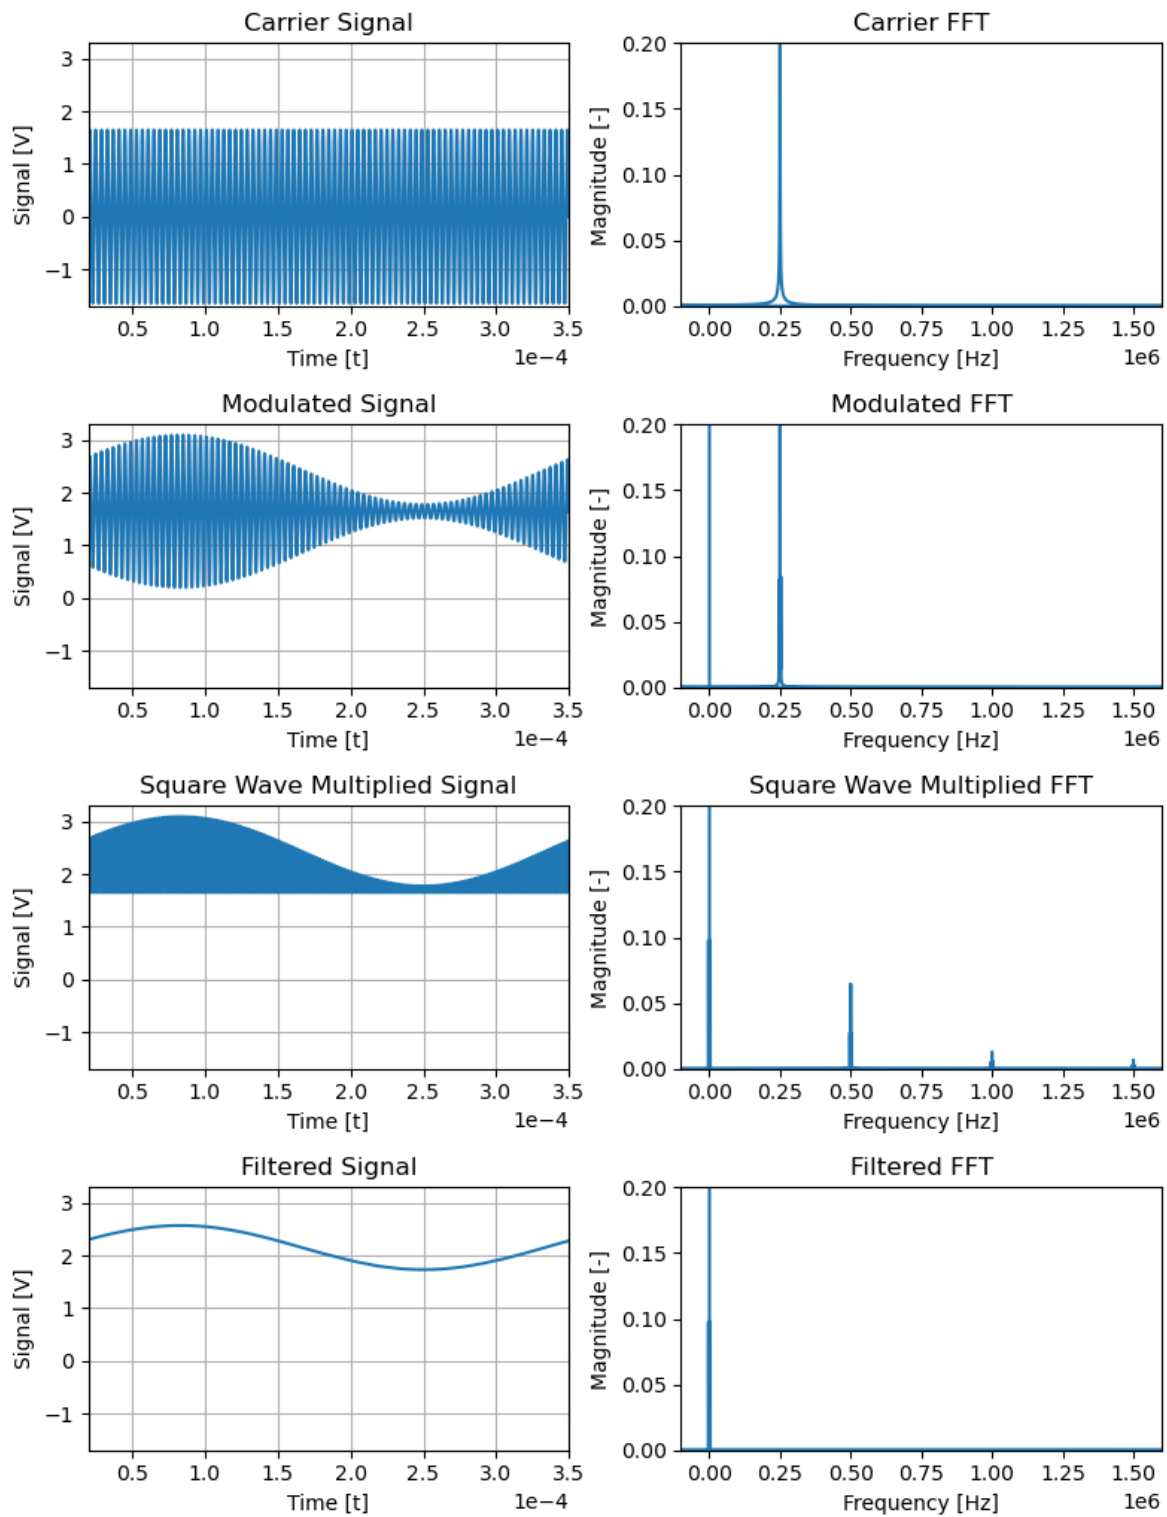 Carrier Signal
Signal [V]
3
2
1
0
−1
0.5 1.0 1.5 2.0 2.5 3.0 3.5
Time [t]
1e−4
Carrier FFT
Magnitude [-]
0.20
0.15
0.10
0.05
0.00
0.00 0.25 0.50 0.75 1.00 1.25 1.50
Frequency [Hz]
1e6
Modulated Signal
Signal [V]
3
2
1
0
−1
0.5 1.0 1.5 2.0 2.5 3.0 3.5
Time [t]
1e−4
Modulated FFT
Magnitude [-]
0.20
0.15
0.10
0.05
0.00
0.00 0.25 0.50 0.75 1.00 1.25 1.50
Frequency [Hz]
1e6
Square Wave Multiplied Signal
Signal [V]
3
2
1
0
−1
0.5 1.0 1.5 2.0 2.5 3.0 3.5
Time [t]
1e−4
Square Wave Multiplied FFT
Magnitude [-]
0.20
0.15
0.10
0.05
0.00
0.00 0.25 0.50 0.75 1.00 1.25 1.50
Frequency [Hz]
1e6
Filtered Signal
Signal [V]
3
2
1
0
−1
0.5 1.0 1.5 2.0 2.5 3.0 3.5
Time [t]
1e−4
Filtered FFT
Magnitude [-]
0.20
0.15
0.10
0.05
0.00
0.00 0.25 0.50 0.75 1.00 1.25 1.50
Frequency [Hz]
1e6